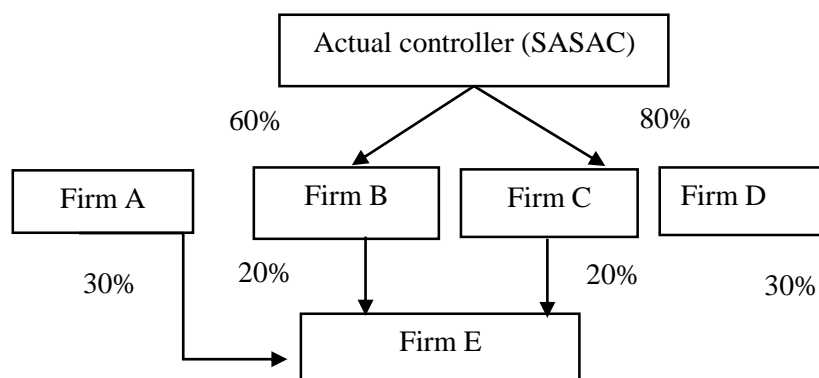 Actual controller (SASAC)
60%
80%
Firm A
Firm B
Firm C
Firm D
30%
20%
20%
30%
Firm E